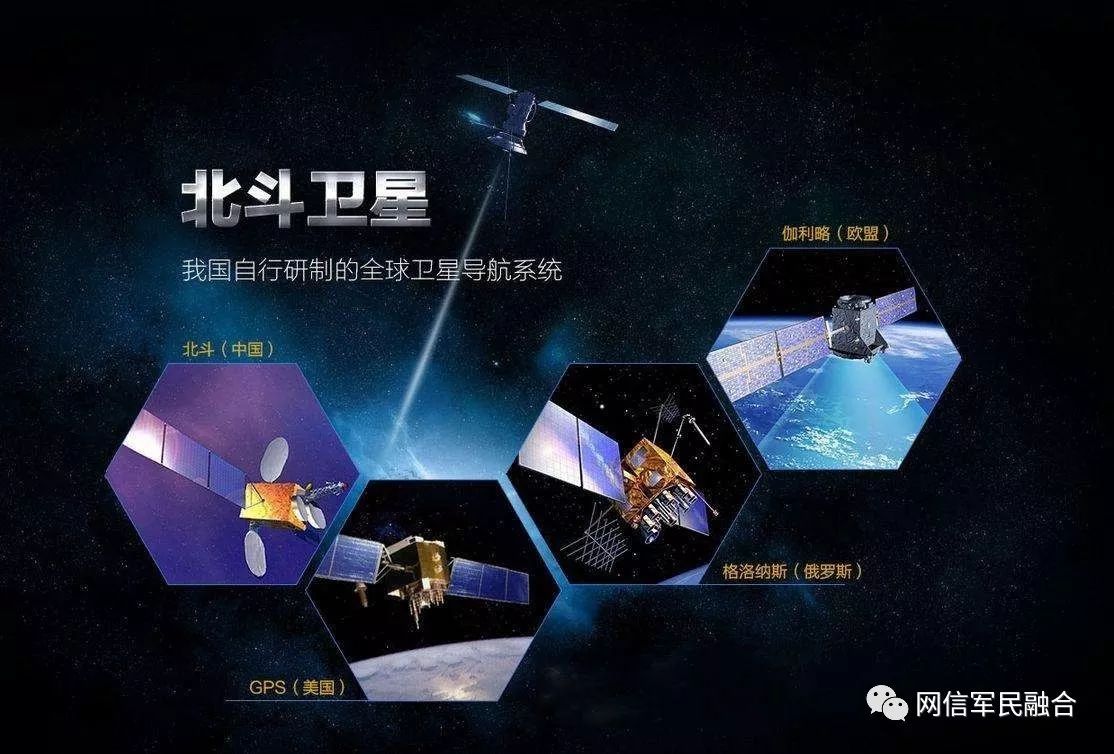 北斗卫星
我国自行研制的全球卫星导航系统
伽利略（欧盟）
北斗（中国）
格洛纳斯（俄罗斯）
GPS（美国）
网信军民融合